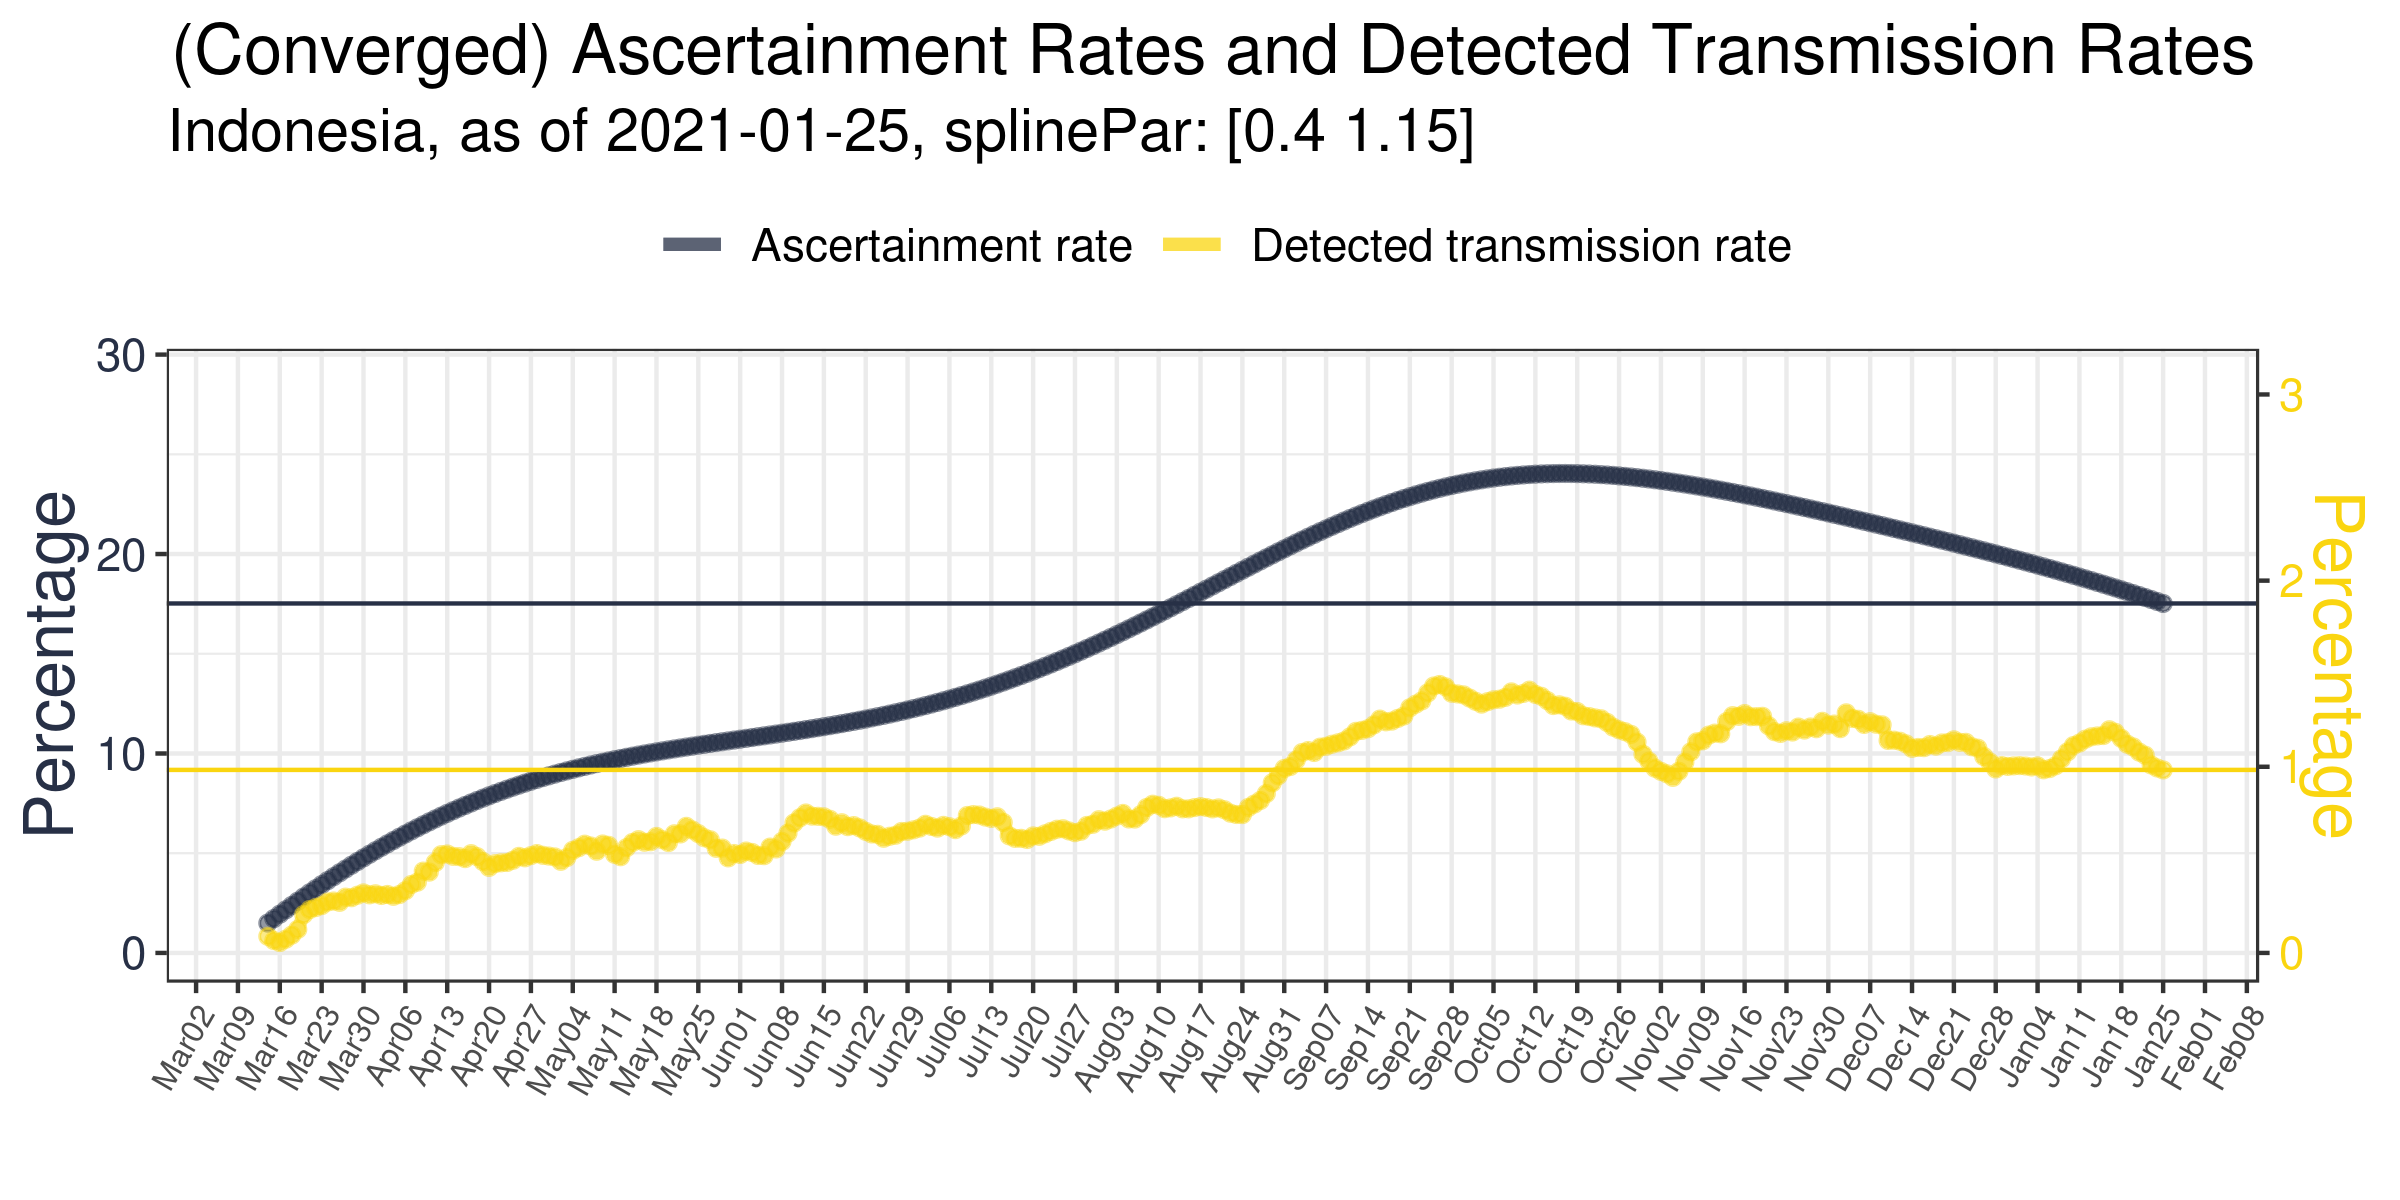 (Converged) Ascertainment Rates and Detected Transmission Rates
Indonesia, as of 2021-01-25, splinePar: [0.4 1.15]
Ascertainment rate
Detected transmission rate
Percentage
30
20
10
0
3
2
1
0
Percentage
Mar02
Mar09
Mar16
Mar23
Mar30
Apr06
Apr13
Apr20
Apr27
May04
May11
May18
May25
Jun01
Jun08
Jun15
Jun22
Jun29
Jul06
Jul13
Jul20
Jul27
Aug03
Aug10
Aug17
Aug24
Aug31
Sep07
Sep14
Sep21
Sep28
Oct05
Oct12
Oct19
Oct26
Nov02
Nov09
Nov16
Nov23
Nov30
Dec07
Dec14
Dec21
Dec28
Jan04
Jan11
Jan18
Jan25
Feb01
Feb08